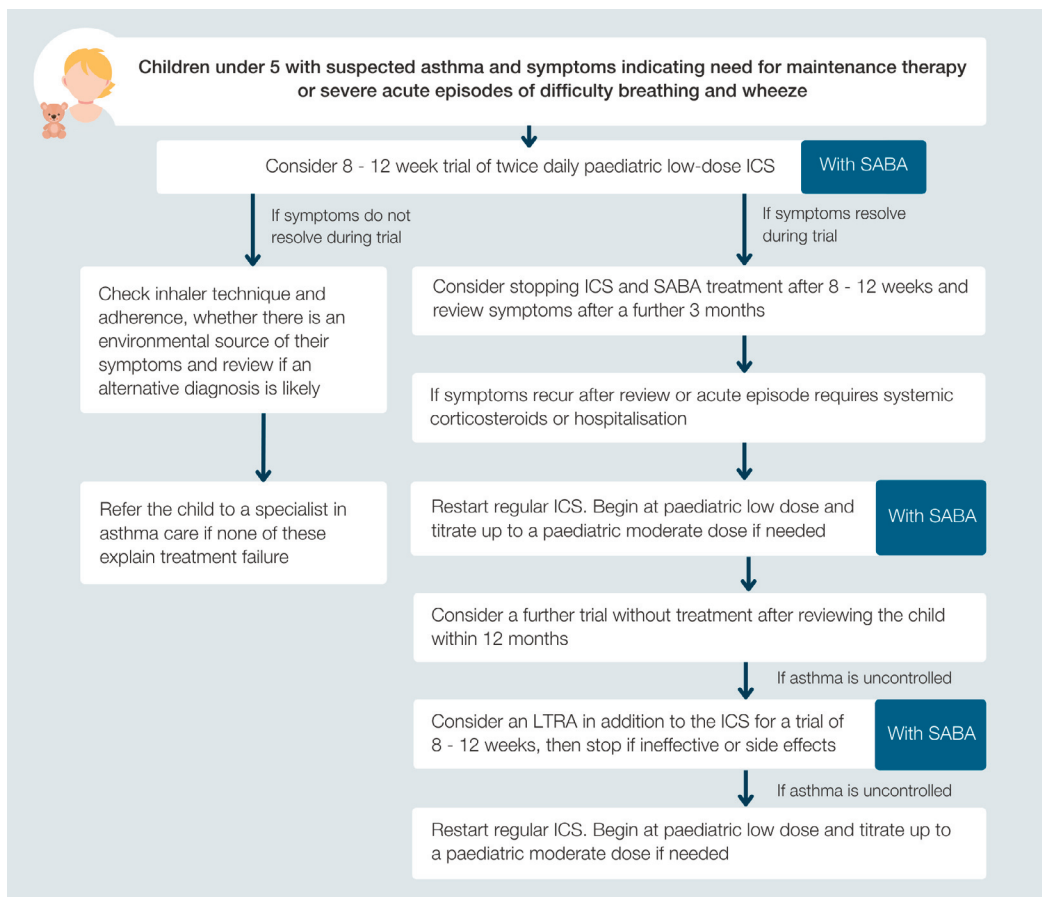 Children under 5 with suspected asthma and symptoms indicating need for maintenance therapy
or severe acute episodes of difficulty breathing and wheeze
Consider 8 - 12 week trial of twice daily paediatric low-dose ICS
With SABA
If symptoms do not
resolve during trial
Check inhaler technique and
adherence, whether there is an
environmental source of their
symptoms and review if an
alternative diagnosis is likely
Refer the child to a specialist in
asthma care if none of these
explain treatment failure
If symptoms resolve
during trial
Consider stopping ICS and SABA treatment after 8 - 12 weeks and
review symptoms after a further 3 months
If symptoms recur after review or acute episode requires systemic
corticosteroids or hospitalisation
Restart regular ICS. Begin at paediatric low dose and
titrate up to a paediatric moderate dose if needed
With SABA
Consider a further trial without treatment after reviewing the child
within 12 months
If asthma is uncontrolled
Consider an LTRA in addition to the ICS for a trial of
8 - 12 weeks, then stop if ineffective or side effects
With SABA
If asthma is uncontrolled
Restart regular ICS. Begin at paediatric low dose and titrate up to
a paediatric moderate dose if needed